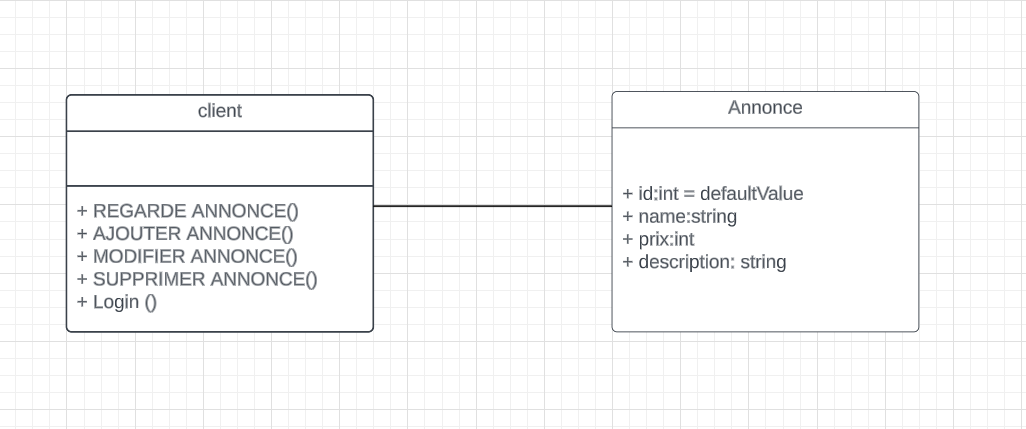 client
+ REGARDE ANNONCE()
+ AJOUTER ANNONCE()
+ MODIFIER ANNONCE()
+ SUPPRIMER ANNONCE()
+ Login ()
Annonce
+ id:int = defaultValue
+ name:string
+ prix:int
+ description: string